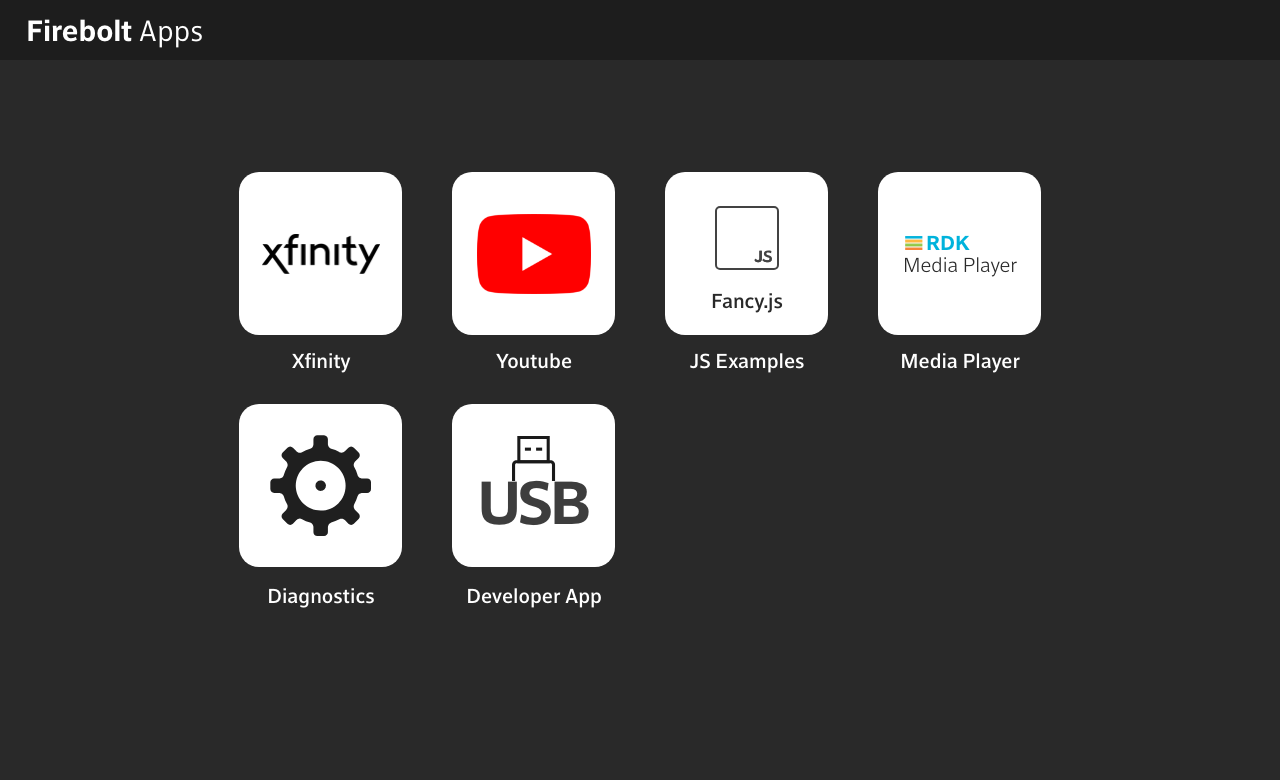 Firebolt Apps
xfinity
JS
Fancy.js
RDK
Media Player
Xfinity
Youtube
JS Examples
Media Player
USB
Diagnostics
Developer App